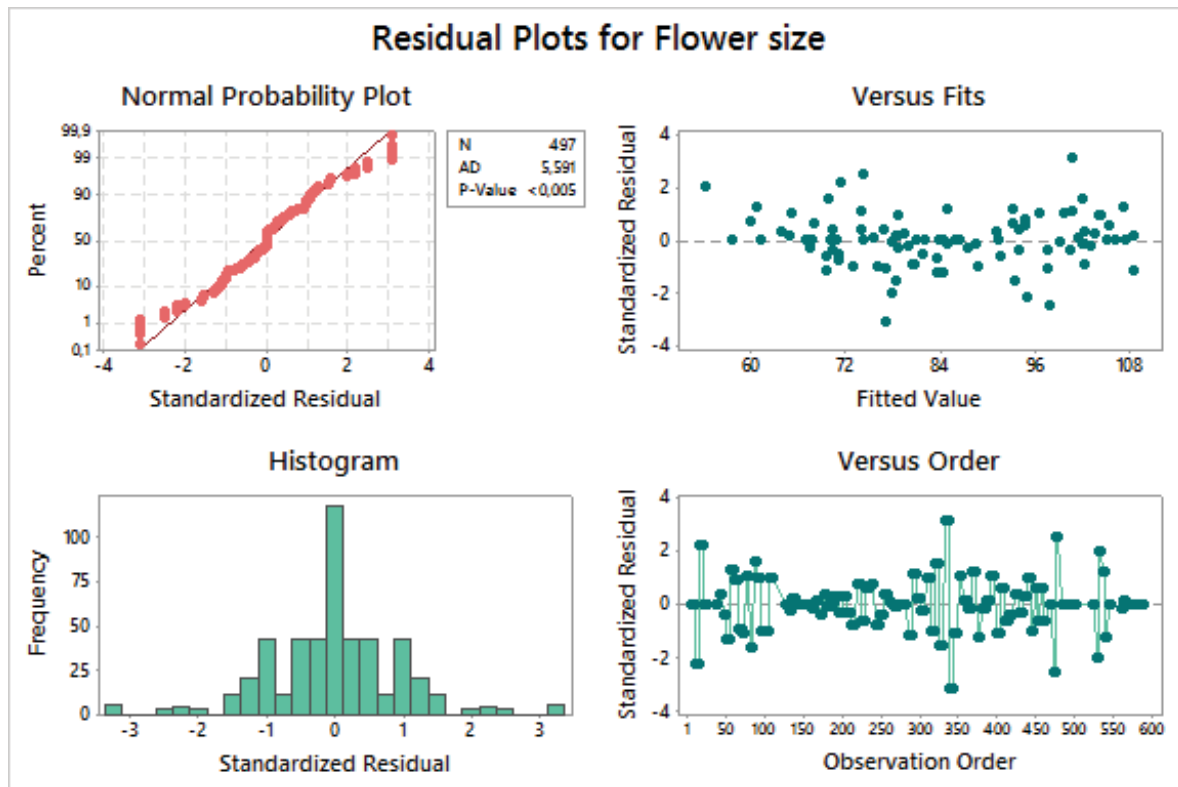 Residual Plots for Flower size
Normal Probability Plot
Percent
99,9
99
90
50
10
1
0,1
-4 -2 0 2 4
Standardized Residual
N 497
AD 5,591
P-Value <0,005
Versus Fits
Standardized Residual
4
2
0
-2
-4
60 72 84 96 108
Fitted Value
Histogram
Frequency
100
75
50
25
0
-3 -2 -1 0 1 2 3
Standardized Residual
Versus Order
Standardized Residual
4
2
0
-2
-4
1 50 100 150 200 250 300 350 400 450 500 550 600
Observation Order